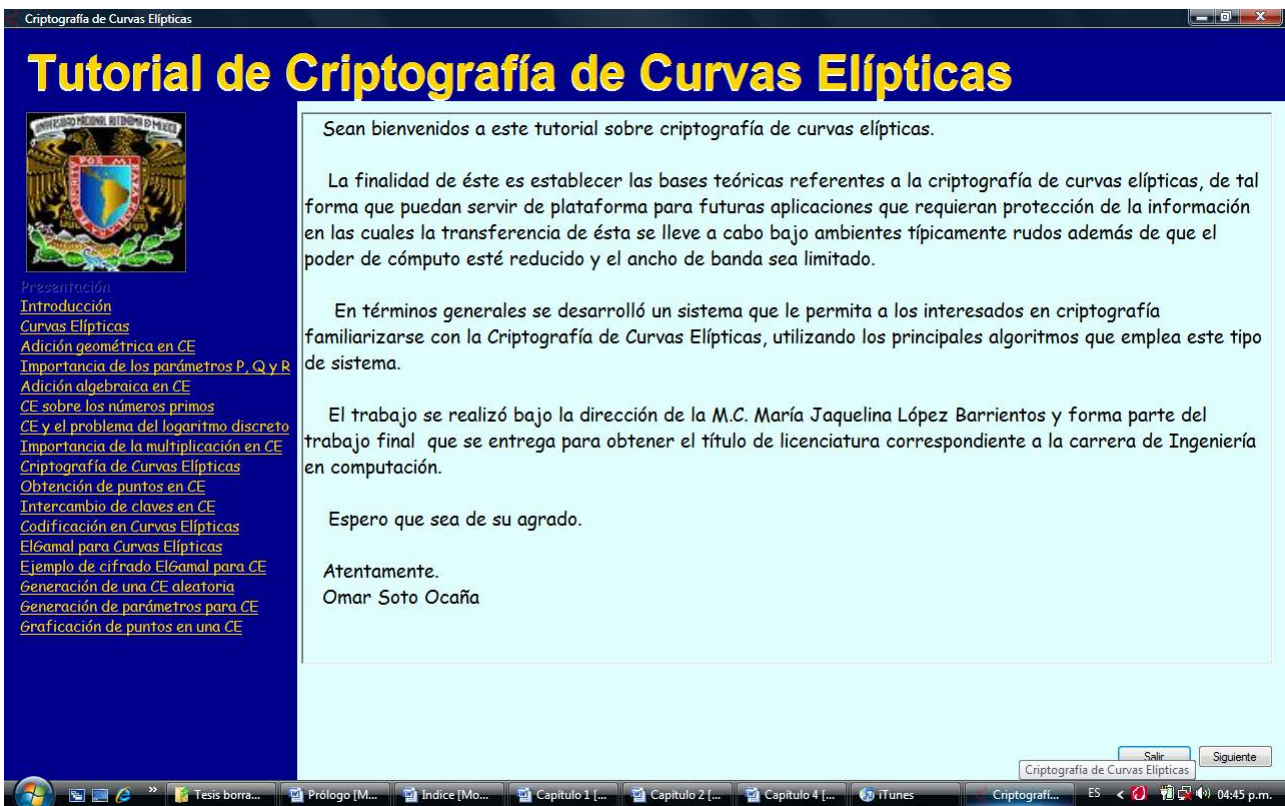 Criptografía de Curvas Elípticas
Tutorial de Criptografía de Curvas Elípticas
POR MI
Presentación
Introducción
Curvas Elípticas
Adición geométrica en CE
Importancia de los parámetros P, Q y R
Adición algebraica en CE
CE sobre los números primos
CE y el problema del logaritmo discreto
Importancia de la multiplicación en CE
Criptografía de Curvas Elípticas
Obtención de puntos en CE
Intercambio de claves en CE
Codificación en Curvas Elípticas
ElGamal para Curvas Elípticas
Ejemplo de cifrado ElGamal para CE
Generación de una CE aleatoria
Generación de parámetros para CE
Graficación de puntos en una CE
Sean bienvenidos a este tutorial sobre criptografía de curvas elípticas.
La finalidad de éste es establecer las bases teóricas referentes a la criptografía de curvas elípticas, de tal
forma que puedan servir de plataforma para futuras aplicaciones que requieran protección de la información
en las cuales la transferencia de ésta se lleve a cabo bajo ambientes típicamente rudos además de que el
poder de cómputo esté reducido y el ancho de banda sea limitado.
En términos generales se desarrolló un sistema que le permita a los interesados en criptografía
familiarizarse con la Criptografía de Curvas Elípticas, utilizando los principales algoritmos que emplea este tipo
de sistema.
El trabajo se realizó bajo la dirección de la M.C. María Jaquelina López Barrientos y forma parte del
trabajo final que se entrega para obtener el título de licenciatura correspondiente a la carrera de Ingeniería
en computación.
Espero que sea de su agrado.
Atentamente.
Omar Soto Ocaña
Salir
Siguiente
Criptografía de Curvas Elípticas
Tesis borra...
Prólogo [M...
Indice [Mo...
Capítulo 1 [...
Capítulo 2 [...
Capítulo 4 [...
iTunes
Criptografi...
ES
04:45 p.m.